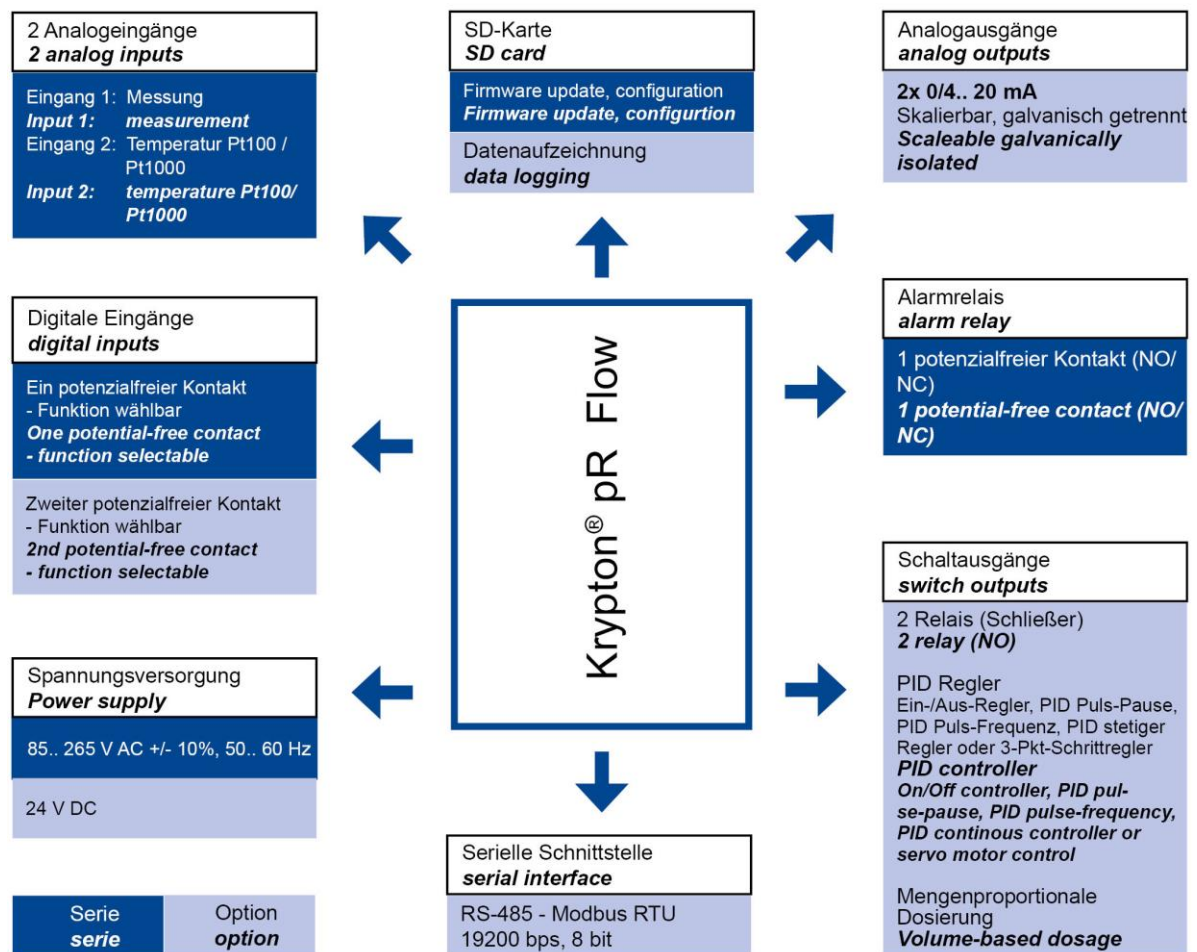 2 Analogeingänge
2 analog inputs
Eingang 1: Messung
Input 1: measurement
Eingang 2: Temperatur Pt100 /
Pt1000
Input 2: temperature Pt100/
Pt1000
SD-Karte
SD card
Firmware update, configuration
Firmware update, configurtion
Datenaufzeichnung
data logging
Analogausgänge
analog outputs
2x 0/4.. 20 mA
Skalierbar, galvanisch getrennt
Scaleable galvanically
isolated
Digitale Eingänge
digital inputs
Ein potenzialfreier Kontakt
- Funktion wählbar
One potential-free contact
- function selectable
Zweiter potenzialfreier Kontakt
- Funktion wählbar
2nd potential-free contact
- function selectable
Krypton® pR Flow
Alarmrelais
alarm relay
1 potenzialfreier Kontakt (NO/
NC)
1 potential-free contact (NO/
NC)
Spannungsversorgung
Power supply
85.. 265 V AC +/- 10%, 50.. 60 Hz
24 V DC
Schaltausgänge
switch outputs
2 Relais (Schließer)
2 relay (NO)
PID Regler
Ein-/Aus-Regler, PID Puls-Pause,
PID Puls-Frequenz, PID stetiger
Regler oder 3-Pkt-Schrittregler
PID controller
On/Off controller, PID pul-
se-pause, PID pulse-frequency,
PID continous controller or
servo motor control
Mengenproportionale
Dosierung
Volume-based dosage
Serielle Schnittstelle
serial interface
RS-485 - Modbus RTU
19200 bps, 8 bit
Serie
serie
Option
option